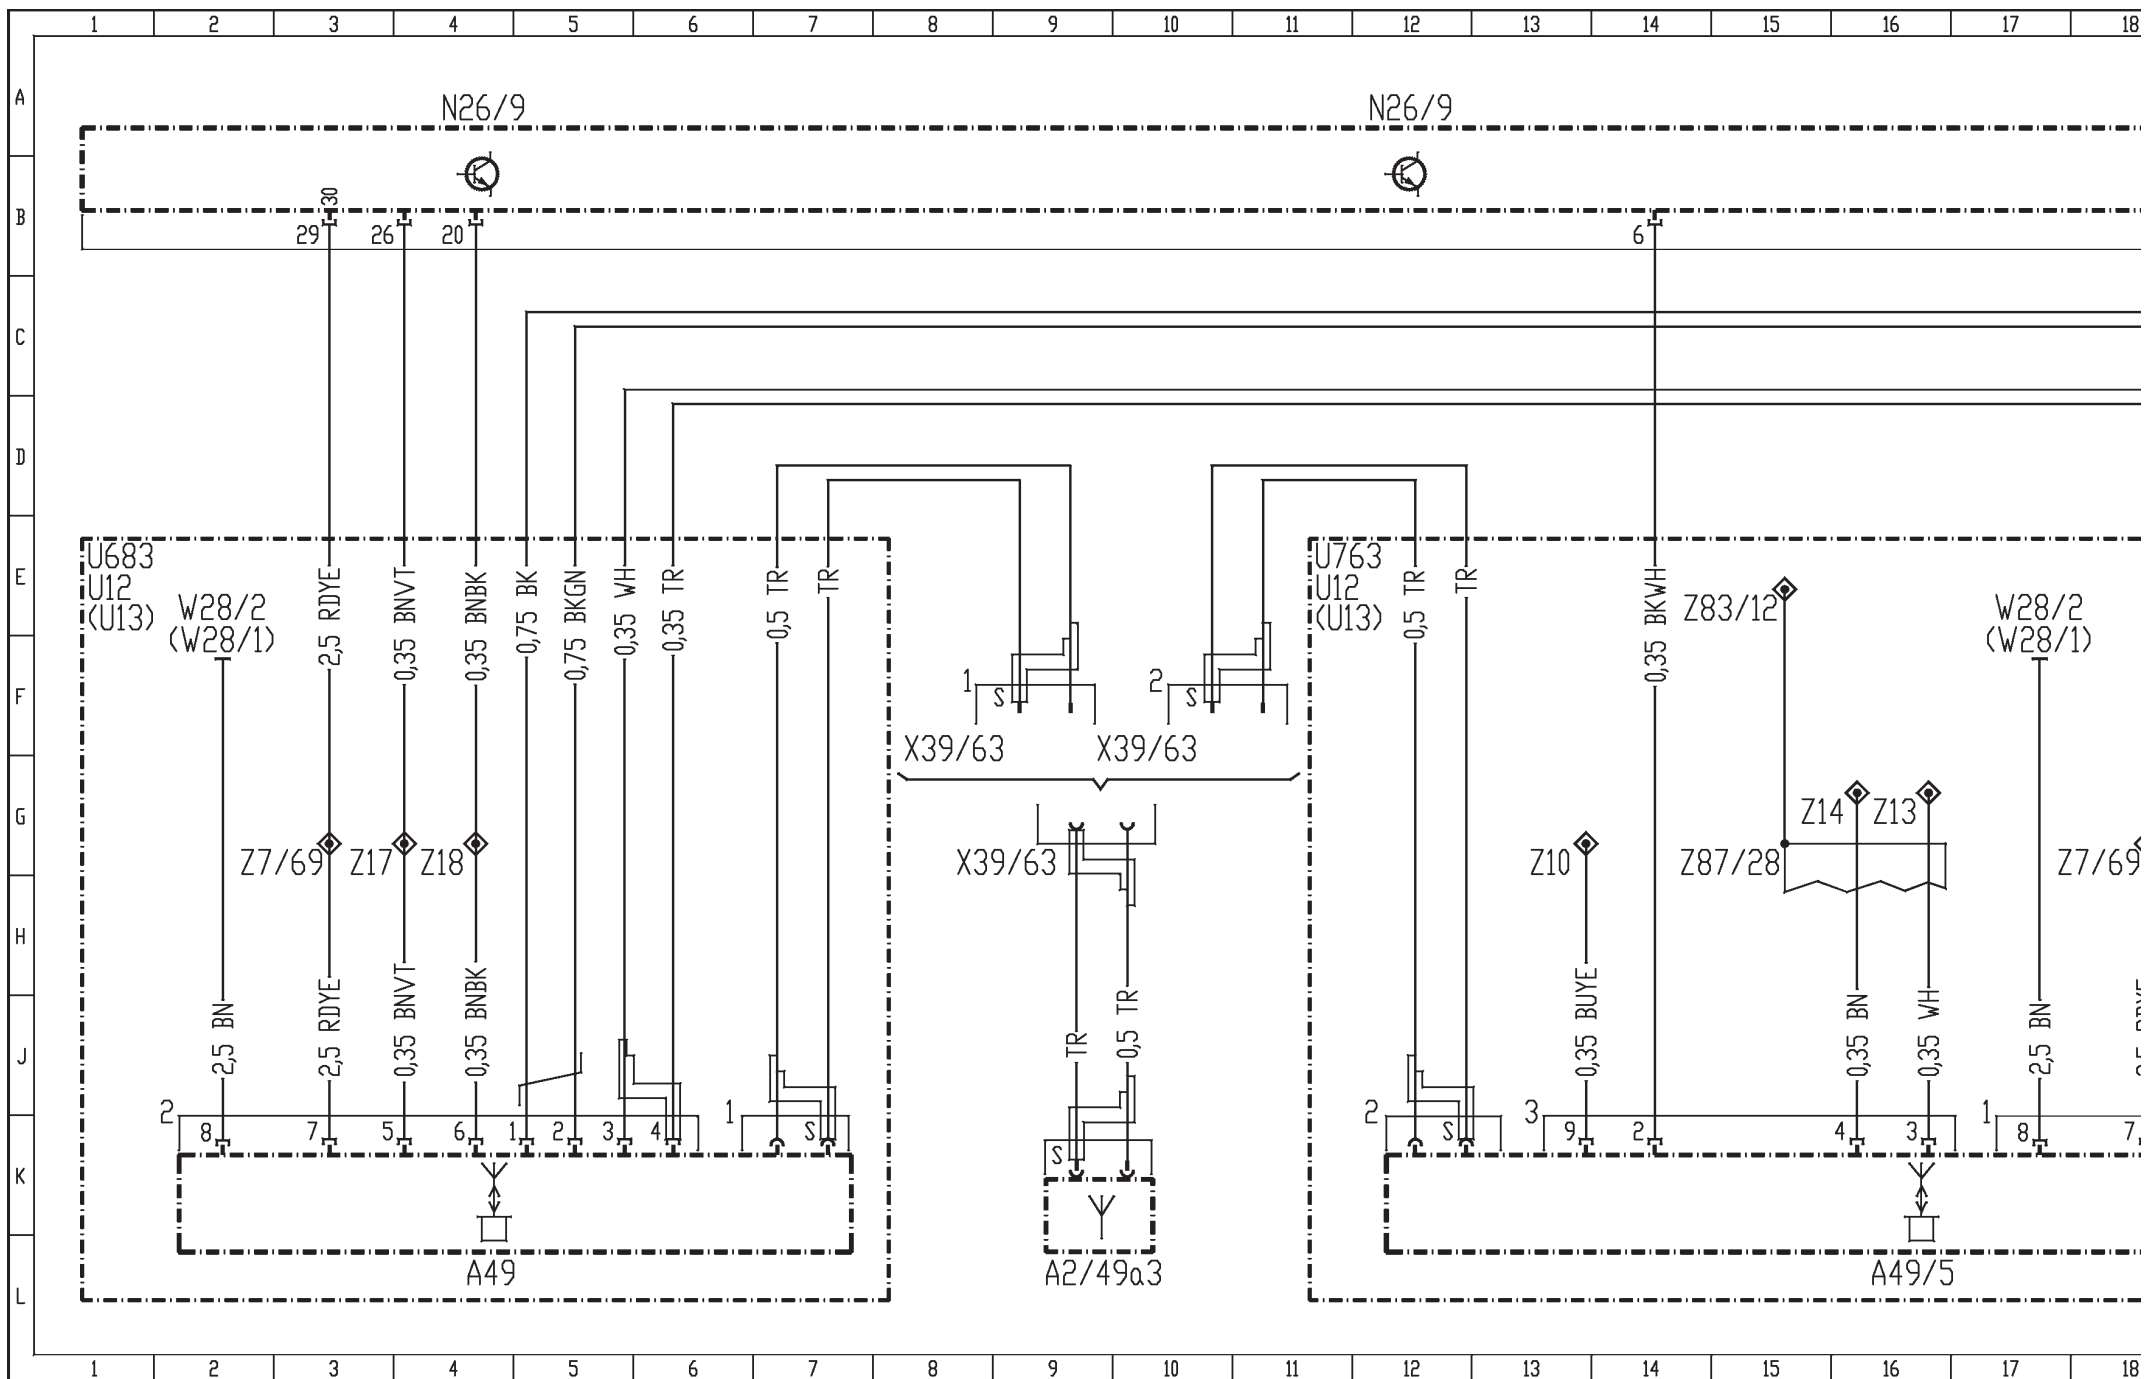 1 2 3 4 5 6 7 8 9 10 11 12 13 14 15 16 17 18
A
N26/9 N26/9
30
B
29 26 20 6
C
D
U683 U763
E
U12 U12
(U13) (U13)
W28/2 Z83/12 W28/2
(W28/1) (W28/1)
2,5 RDYE
0,35 BNVT
0,35 BNBK
0,75 BK
0,75 BKGN
0,35 WH
0,35 TR
0,5 TR
TR
0,5 TR
TR
0,35 BKWH
F
1 S 2 S
X39/63 X39/63
G
Z14 Z13
Z7/69 Z17 Z18 X39/63 Z10 Z87/28 Z7/69
H
J
2,5 BN
2,5 RDYE
0,35 BNVT
0,35 BNBK
TR
0,5 TR
0,35 BUYE
0,35 BN
0,35 WH
2,5 BN
2 1 2 3 1
8 7 5 6 1 2 3 4 S S S 9 2 4 3 8 7
K
A49 A2/49a3 A49/5
L
1 2 3 4 5 6 7 8 9 10 11 12 13 14 15 16 17 18